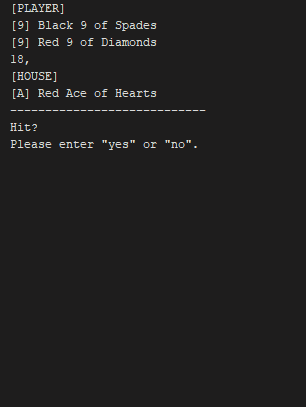 [PLAYER]
[9] Black 9 of Spades
[9] Red 9 of Diamonds
18,
[HOUSE]
[A] Red Ace of Hearts
----------------------------
Hit?
Please enter "yes" or "no".